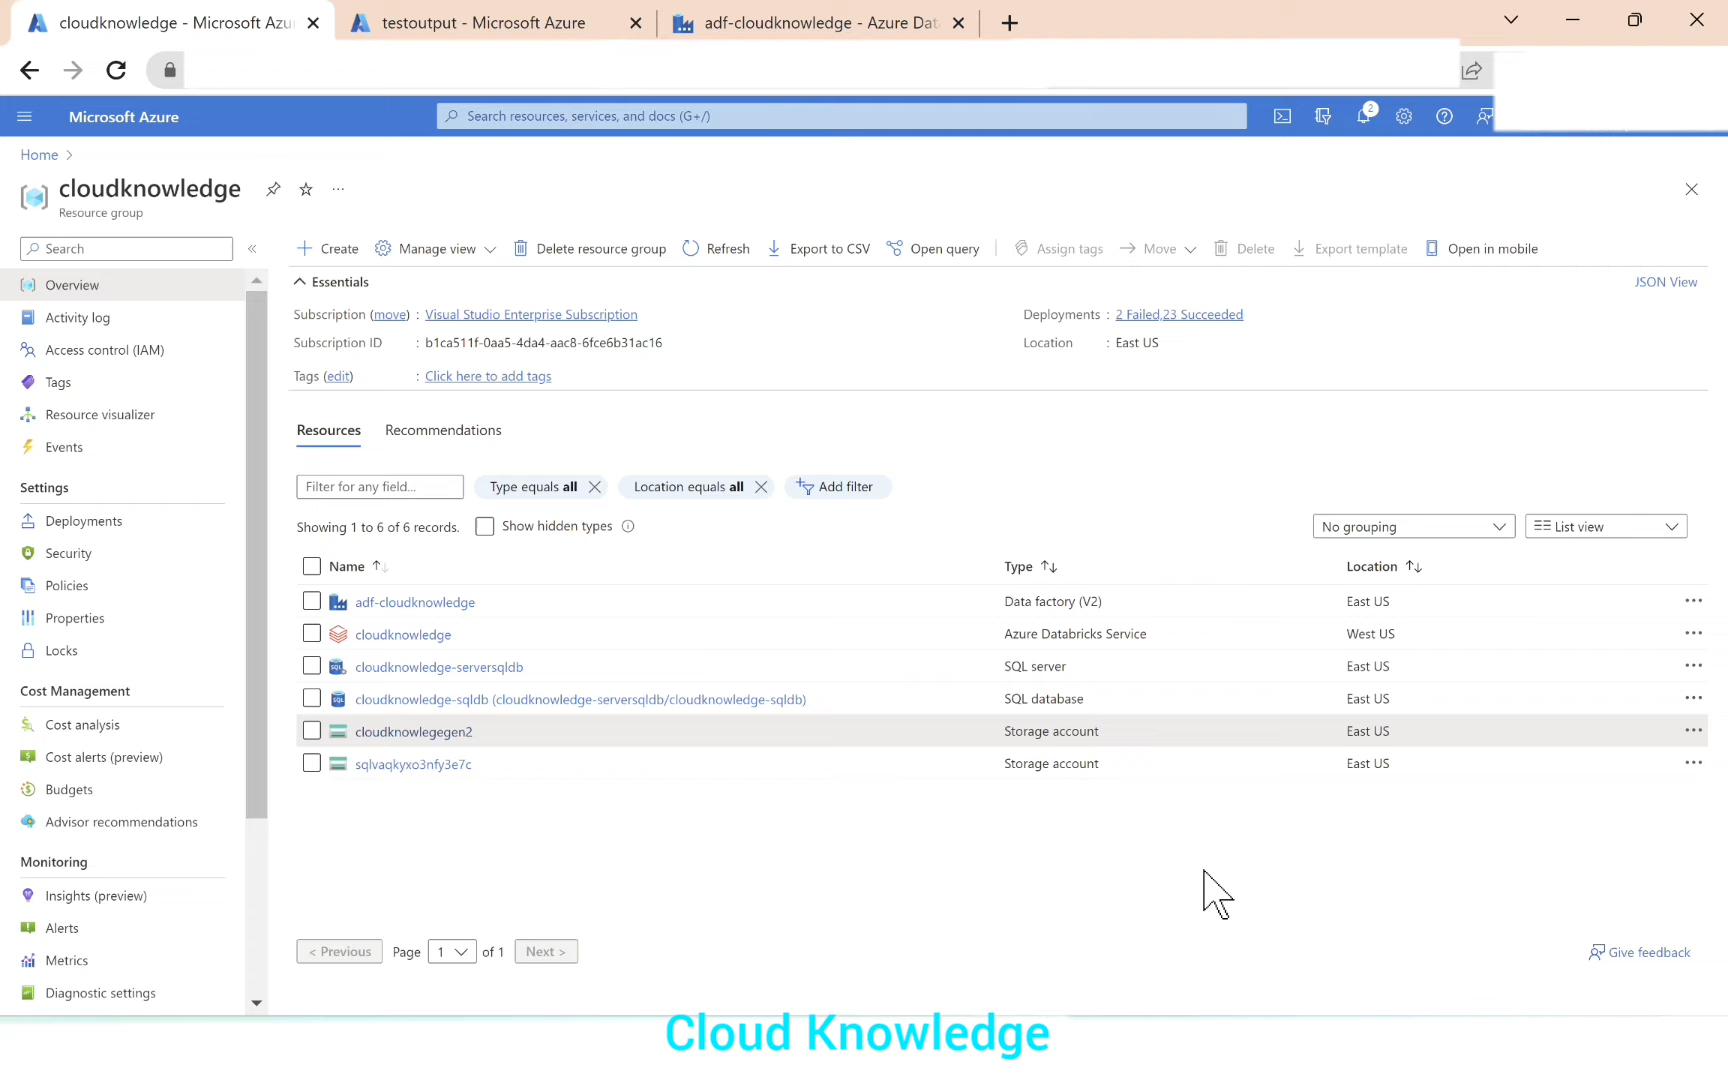 cloudknowledge - Microsoft Azu
testoutput - Microsoft Azure
adf-cloudknowledge - Azure Dat
Microsoft Azure
Search resources, services, and docs (G+/)
2
Home
cloudknowledge
Resource group
Search
Create
Manage view
Delete resource group
Refresh
Export to CSV
Open query
Assign tags
Move
Delete
Export template
Open in mobile
Overview
Activity log
Access control (IAM)
Tags
Resource visualizer
Events
Settings
Deployments
Security
Policies
Properties
Locks
Cost Management
Cost analysis
Cost alerts (preview)
Budgets
Advisor recommendations
Monitoring
Insights (preview)
Alerts
Metrics
Diagnostic settings
Essentials
JSON View
Subscription (move) : Visual Studio Enterprise Subscription
Deployments : 2 Failed,23 Succeeded
Subscription ID : b1ca511f-0aa5-4da4-aac8-6fce6b31ac16
Location : East US
Tags (edit) : Click here to add tags
Resources Recommendations
Filter for any field...
Type equals all
Location equals all
Add filter
Showing 1 to 6 of 6 records.
Show hidden types
No grouping
List view
Name Type Location
adf-cloudknowledge Data factory (V2) East US
cloudknowledge Azure Databricks Service West US
cloudknowledge-serversqldb SQL server East US
cloudknowledge-sqldb (cloudknowledge-serversqldb/cloudknowledge-sqldb) SQL database East US
cloudknowlegegen2 Storage account East US
sqlvaqkyxo3nfy3e7c Storage account East US
< Previous Page 1 of 1 Next >
Give feedback
Cloud Knowledge